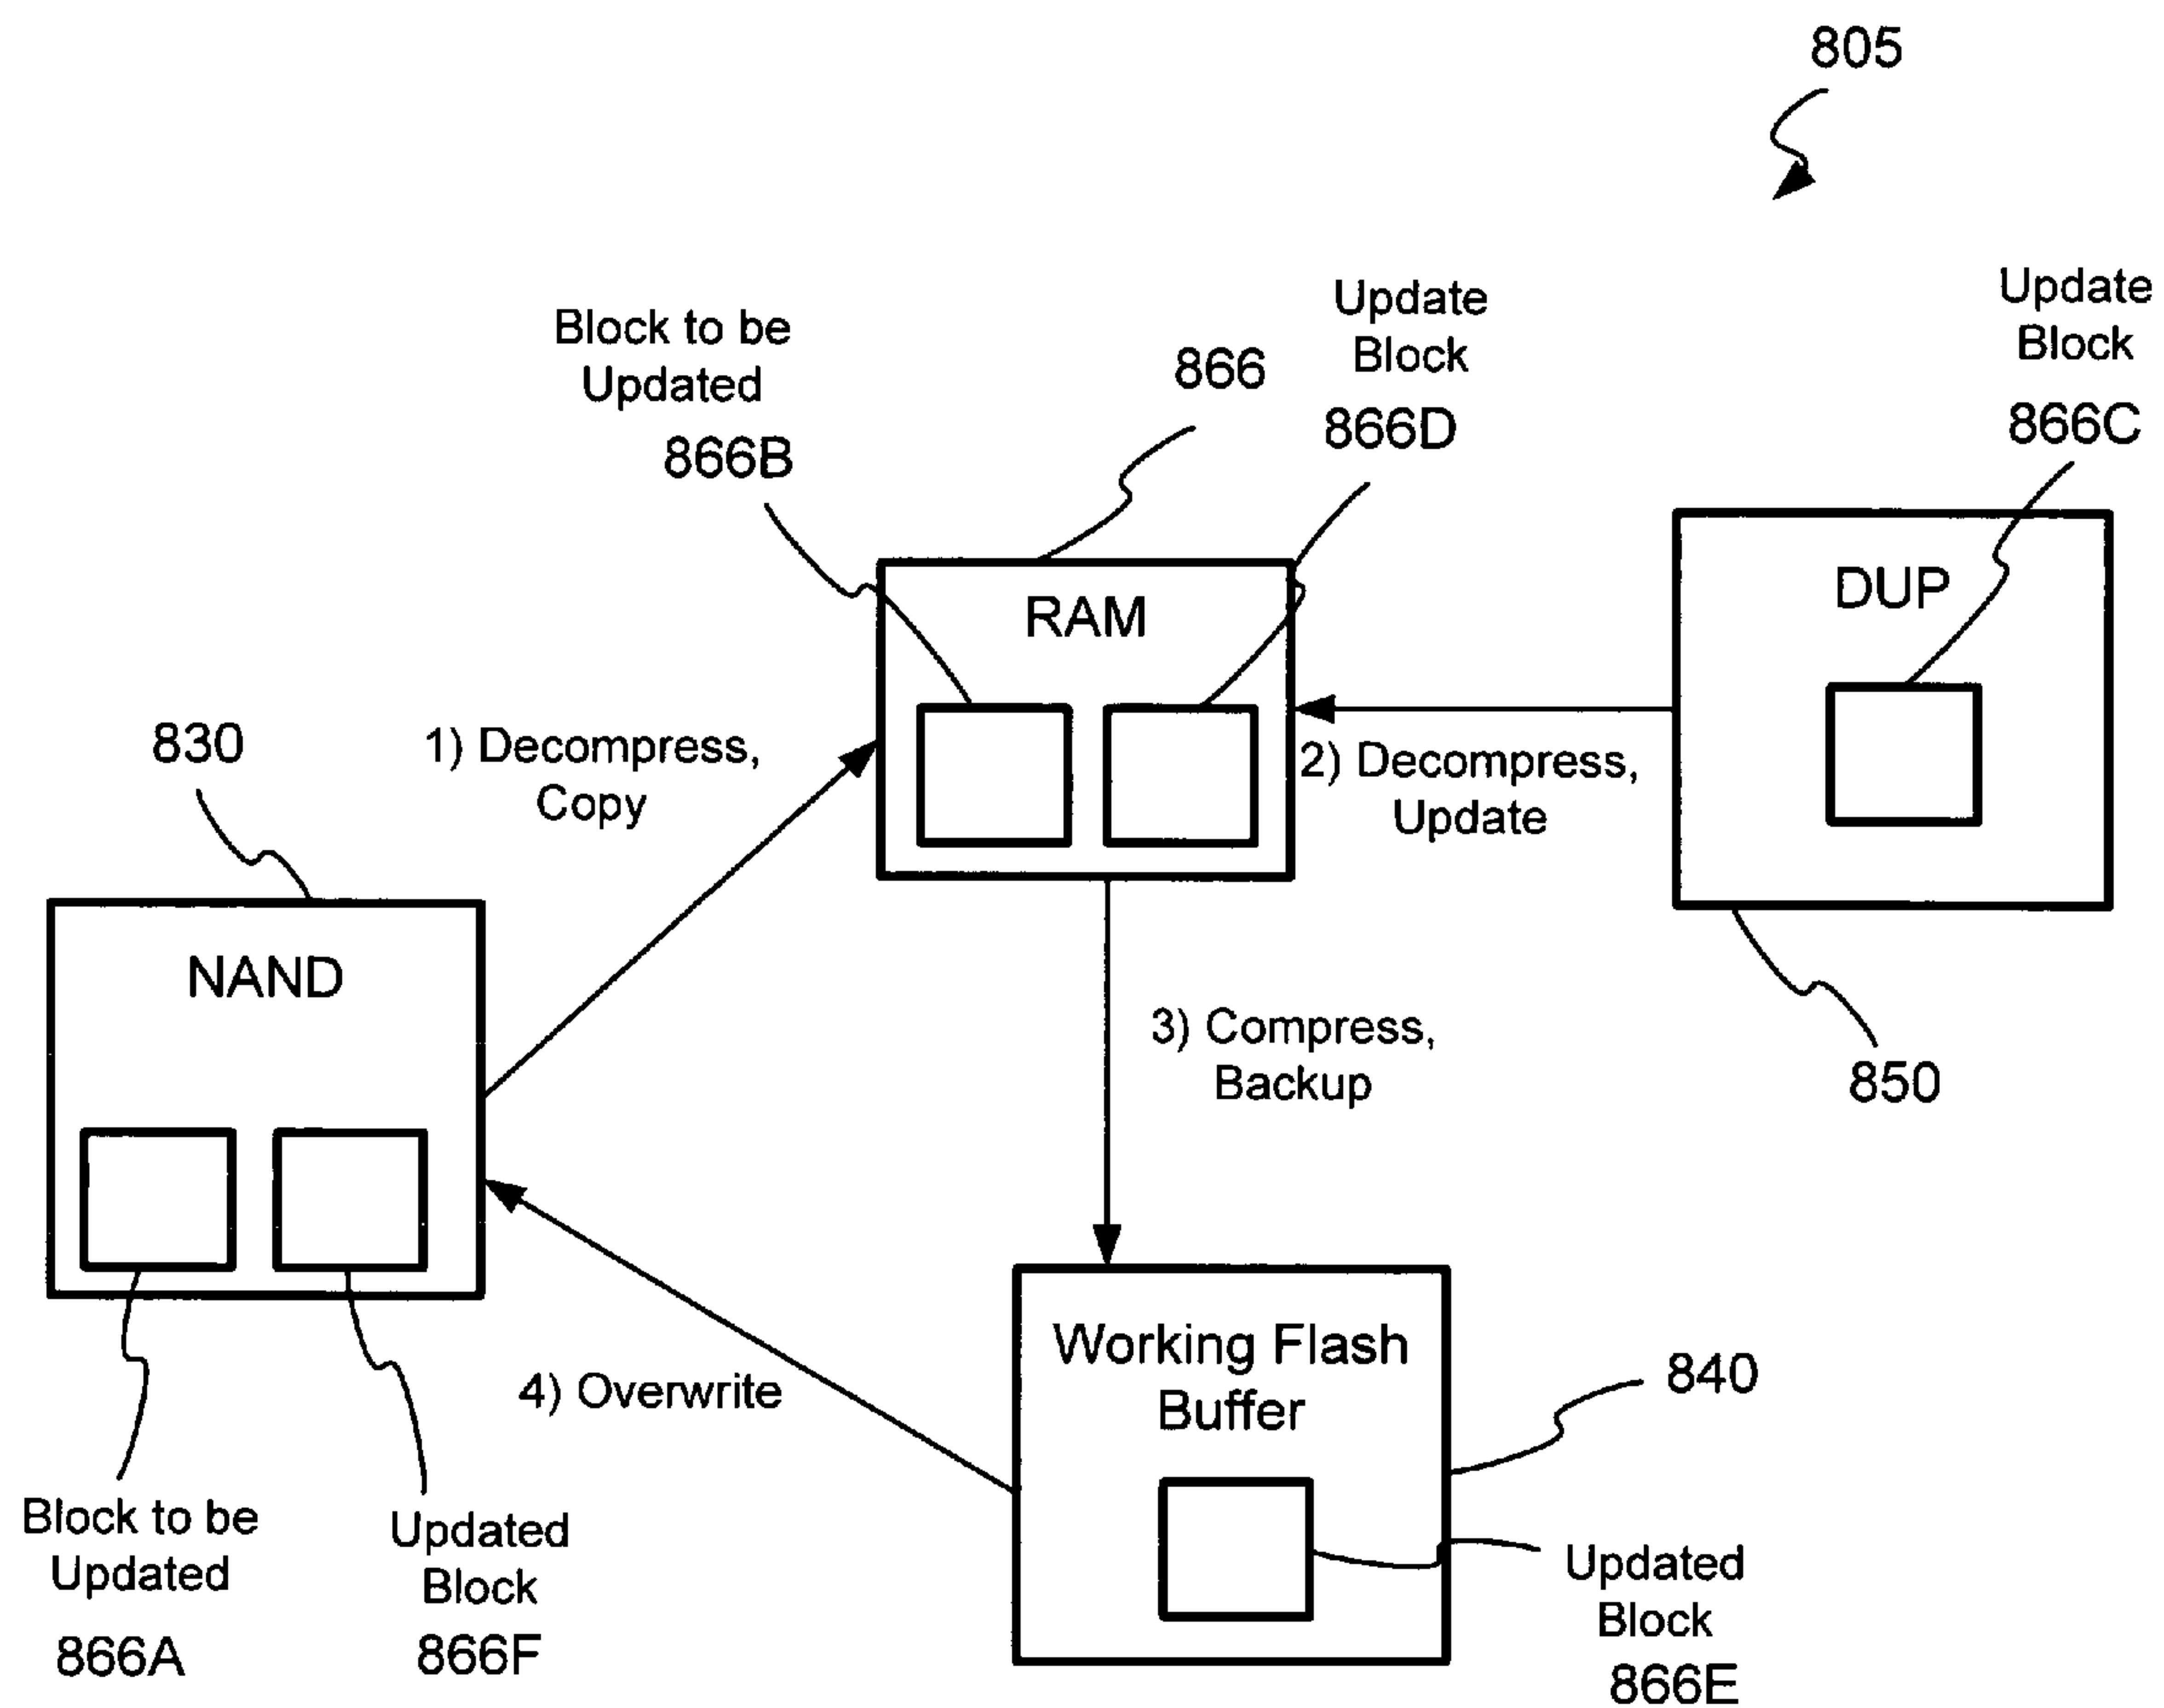 805
Update
Block
866C
Update
Block
866D
866
Block to be
Updated
866B
RAM
DUP
830
1) Decompress,
Copy
2) Decompress,
Update
NAND
3) Compress,
Backup
850
Working Flash
Buffer
840
4) Overwrite
Block to be
Updated
866A
Updated
Block
866F
Updated
Block
866E